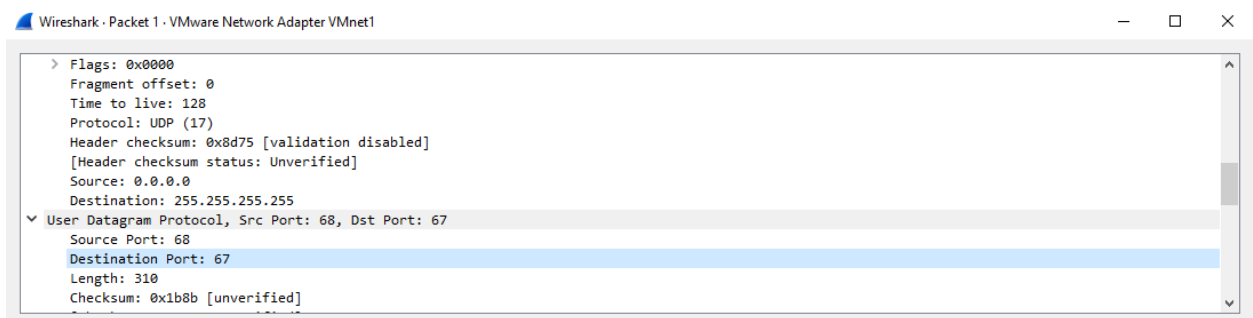 Wireshark · Packet 1 · VMware Network Adapter VMnet1
Flags: 0x0000
Fragment offset: 0
Time to live: 128
Protocol: UDP (17)
Header checksum: 0x8d75 [validation disabled]
[Header checksum status: Unverified]
Source: 0.0.0.0
Destination: 255.255.255.255
User Datagram Protocol, Src Port: 68, Dst Port: 67
Source Port: 68
Destination Port: 67
Length: 310
Checksum: 0x1b8b [unverified]